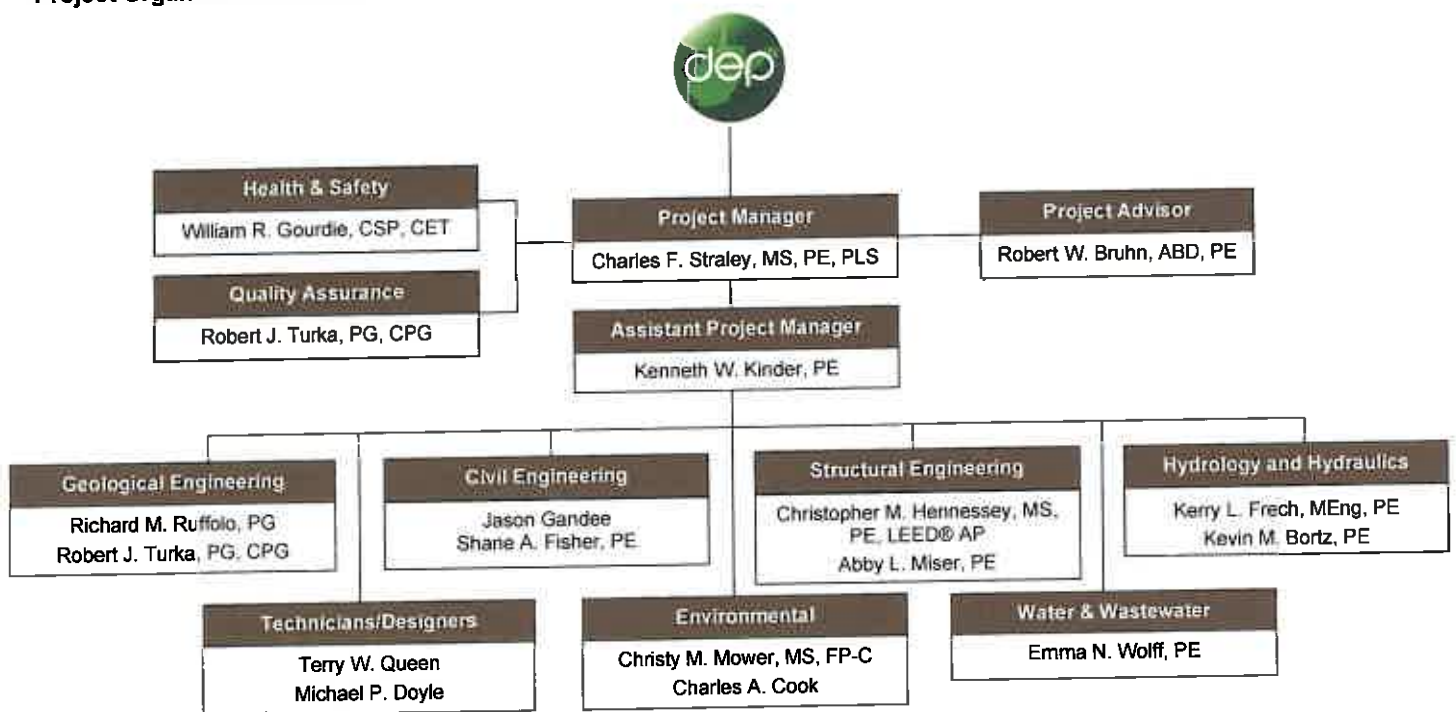 dep
Health & Safety
William R. Gourdie, CSP, CET
Quality Assurance
Robert J. Turka, PG, CPG
Project Manager
Charles F. Straley, MS, PE, PLS
Project Advisor
Robert W. Bruhn, ABD, PE
Assistant Project Manager
Kenneth W. Kinder, PE
Geological Engineering
Richard M. Ruffolo, PG
Robert J. Turka, PG, CPG
Civil Engineering
Jason Gandee
Shane A. Fisher, PE
Structural Engineering
Christopher M. Hennessey, MS,
PE, LEED® AP
Abby L. Miser, PE
Hydrology and Hydraulics
Kerry L. Frech, MEng, PE
Kevin M. Bortz, PE
Technicians/Designers
Terry W. Queen
Michael P. Doyle
Environmental
Christy M. Mower, MS, FP-C
Charles A. Cook
Water & Wastewater
Emma N. Wolff, PE